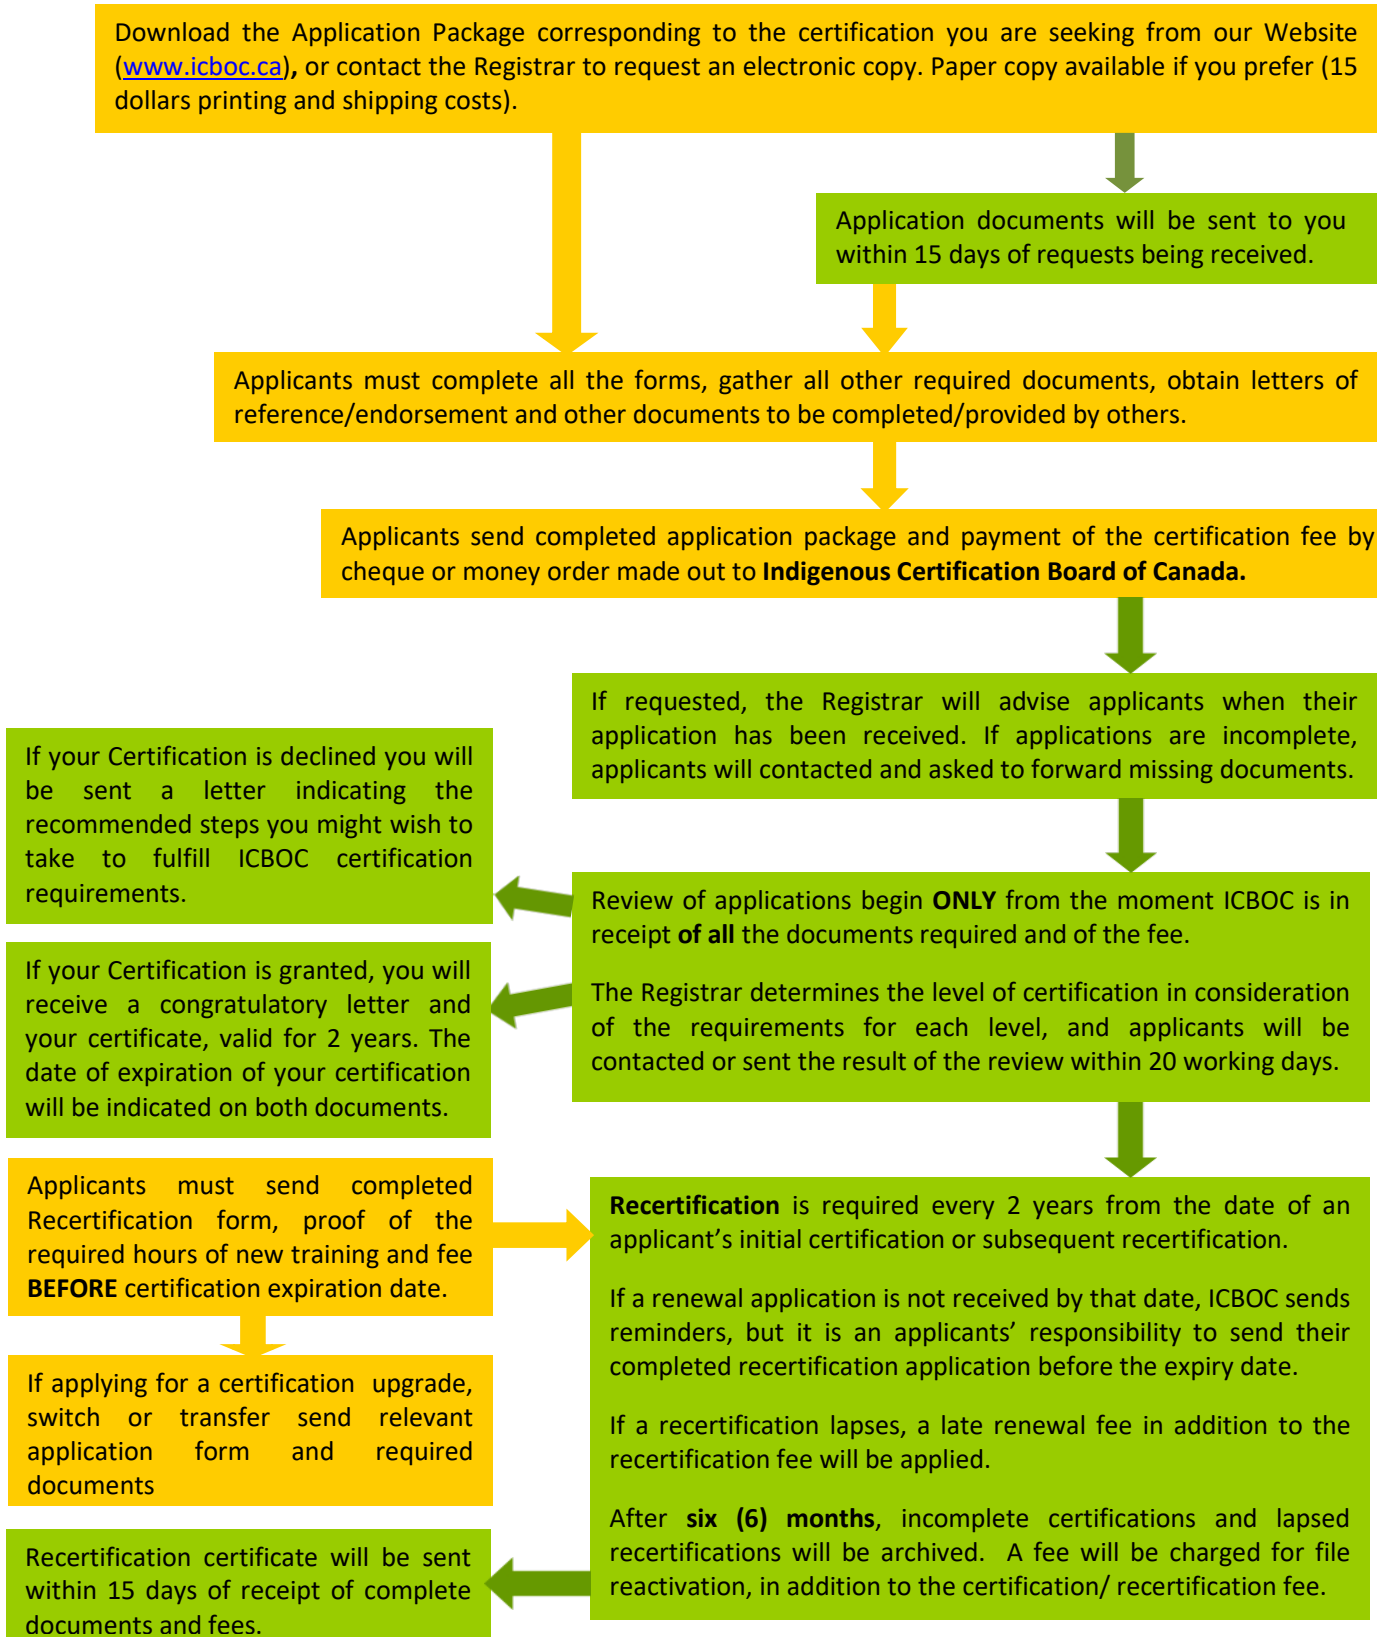 Download the Application Package corresponding to the certification you are seeking from our Website
(www.icboc.ca), or contact the Registrar to request an electronic copy. Paper copy available if you prefer (15
dollars printing and shipping costs).
Application documents will be sent to you
within 15 days of requests being received.
Applicants must complete all the forms, gather all other required documents, obtain letters of
reference/endorsement and other documents to be completed/provided by others.
Applicants send completed application package and payment of the certification fee by
cheque or money order made out to Indigenous Certification Board of Canada.
If requested, the Registrar will advise applicants when their
application has been received. If applications are incomplete,
applicants will contacted and asked to forward missing documents.
If your Certification is declined you will
be sent a letter indicating the
recommended steps you might wish to
take to fulfill ICBOC certification
requirements.
Review of applications begin ONLY from the moment ICBOC is in
receipt of all the documents required and of the fee.
The Registrar determines the level of certification in consideration
of the requirements for each level, and applicants will be
contacted or sent the result of the review within 20 working days.
If your Certification is granted, you will
receive a congratulatory letter and
your certificate, valid for 2 years. The
date of expiration of your certification
will be indicated on both documents.
Applicants must send completed
Recertification form, proof of the
required hours of new training and fee
BEFORE certification expiration date.
Recertification is required every 2 years from the date of an
applicant’s initial certification or subsequent recertification.
If a renewal application is not received by that date, ICBOC sends
reminders, but it is an applicants’ responsibility to send their
completed recertification application before the expiry date.
If a recertification lapses, a late renewal fee in addition to the
recertification fee will be applied.
After six (6) months, incomplete certifications and lapsed
recertifications will be archived. A fee will be charged for file
reactivation, in addition to the certification/ recertification fee.
If applying for a certification upgrade,
switch or transfer send relevant
application form and required
documents
Recertification certificate will be sent
within 15 days of receipt of complete
documents and fees.